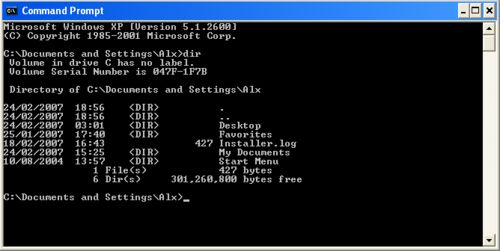 Command Prompt
Microsoft Windows XP [Version 5.1.2600]
(C) Copyright 1985-2001 Microsoft Corp.
C:\Documents and Settings\Alx>dir
Volume in drive C has no label.
Volume Serial Number is 047F-1F7B
Directory of C:\Documents and Settings\Alx
24/02/2007 18:56 <DIR> .
24/02/2007 18:56 <DIR> ..
24/02/2007 03:01 <DIR> Desktop
25/01/2007 17:40 <DIR> Favorites
18/02/2007 16:43 427 Installer.log
24/02/2007 15:25 <DIR> My Documents
10/08/2004 13:57 <DIR> Start Menu
1 File(s) 427 bytes
6 Dir(s) 301,260,800 bytes free
C:\Documents and Settings\Alx>_